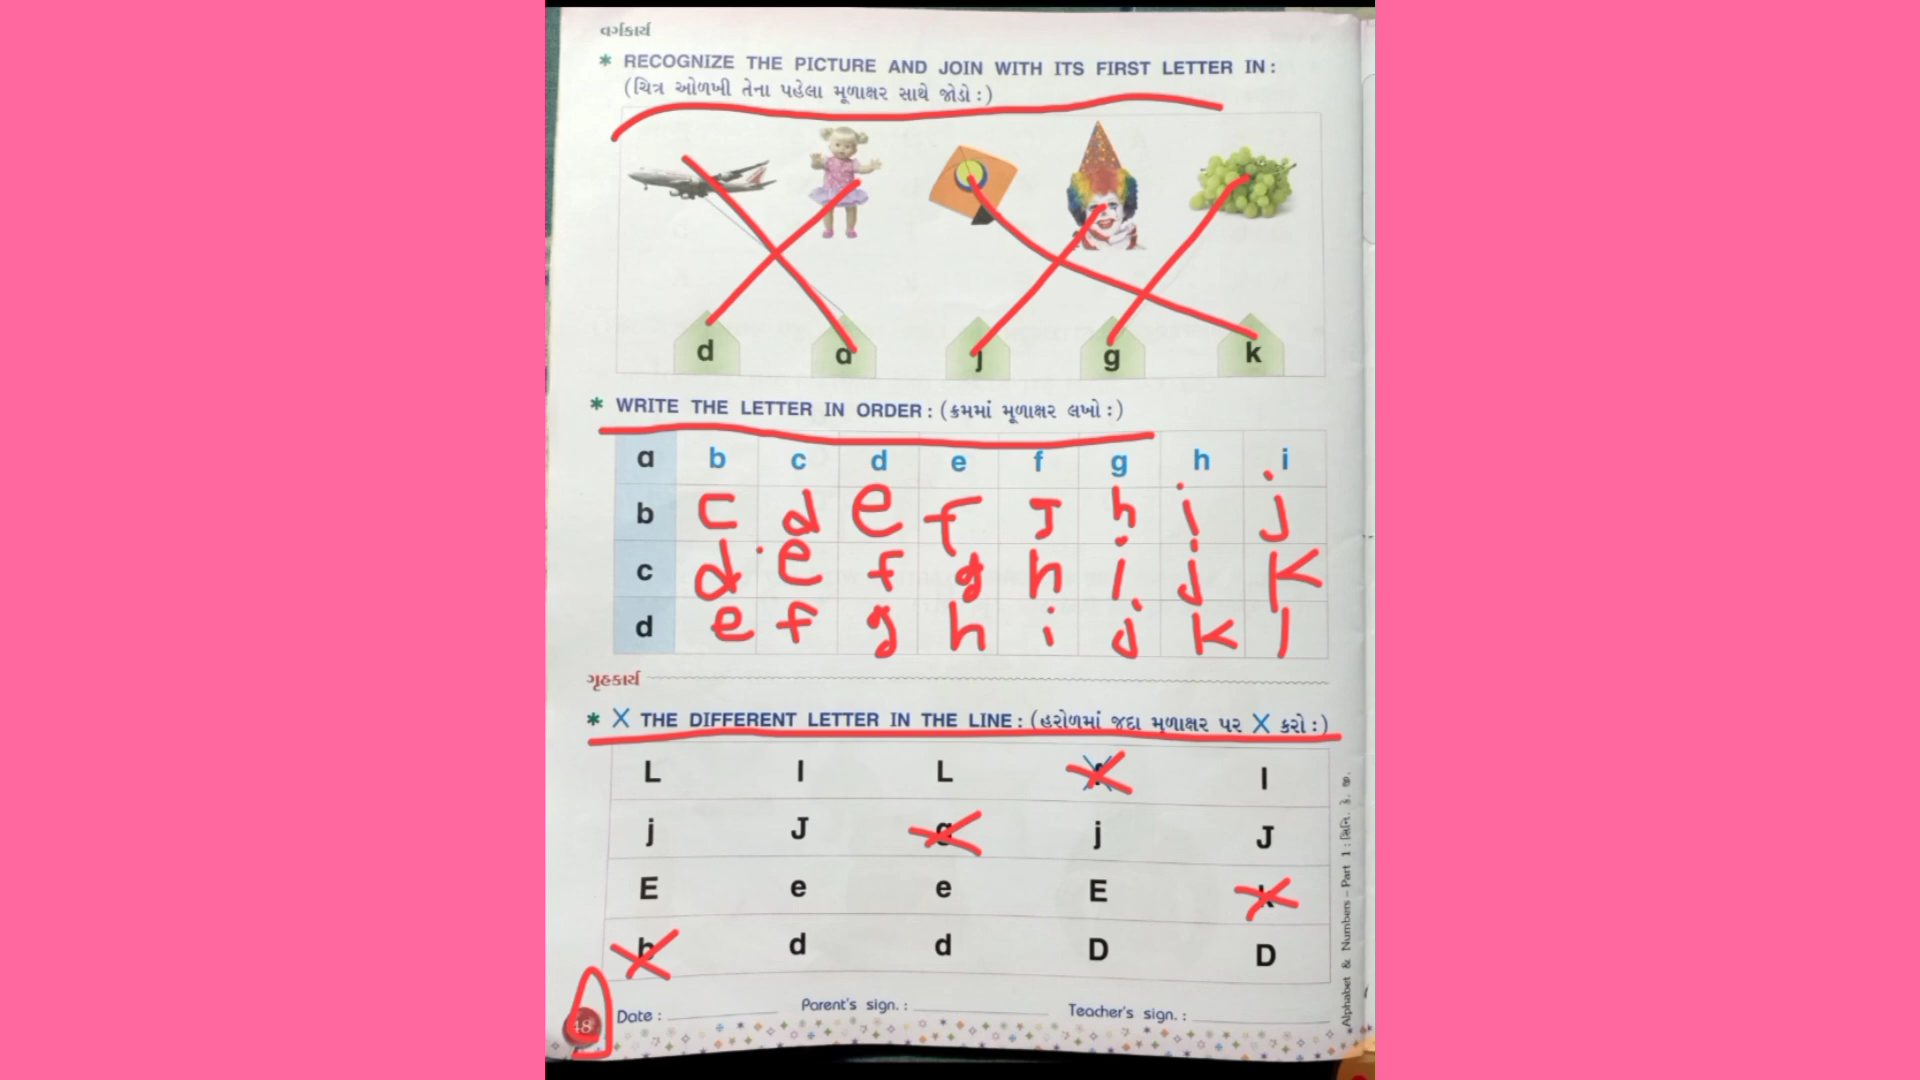 વર્ગકાર્ય
* RECOGNIZE THE PICTURE AND JOIN WITH ITS FIRST LETTER IN :
(ચિત્ર ઓળખી તેના પહેલા મૂળાક્ષર સાથે જોડો :)
d a j g k
* WRITE THE LETTER IN ORDER : (ક્રમમાં મૂળાક્ષર લખો :)
a b c d e f g h i
b c d e f g h i j
c d e f g h i j k
d e f g h i j k l
ગૃહકાર્ય
* X THE DIFFERENT LETTER IN THE LINE : (હરોળમાં જુદા મૂળાક્ષર પર X કરો :)
L l L l
j J g j J
E e e E k
b d d D D
48 Date : Parent's sign. : Teacher's sign. :
Alphabet & Numbers – Part 1 : સિનિ. કે. જી.